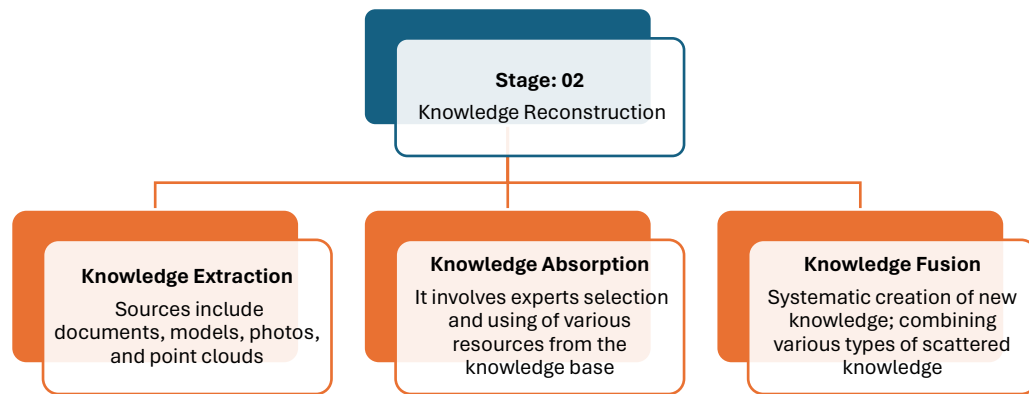 Stage: 02
Knowledge Reconstruction
Knowledge Extraction
Sources include
documents, models, photos,
and point clouds
Knowledge Absorption
It involves experts selection
and using of various
resources from the
knowledge base
Knowledge Fusion
Systematic creation of new
knowledge; combining
various types of scattered
knowledge